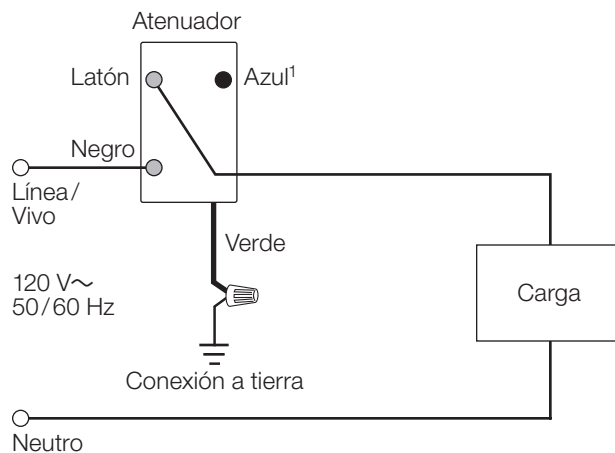 Atenuador
Latón
Azul¹
Negro
Línea/
Vivo
Verde
120 V~
50/60 Hz
Carga
Conexión a tierra
Neutro